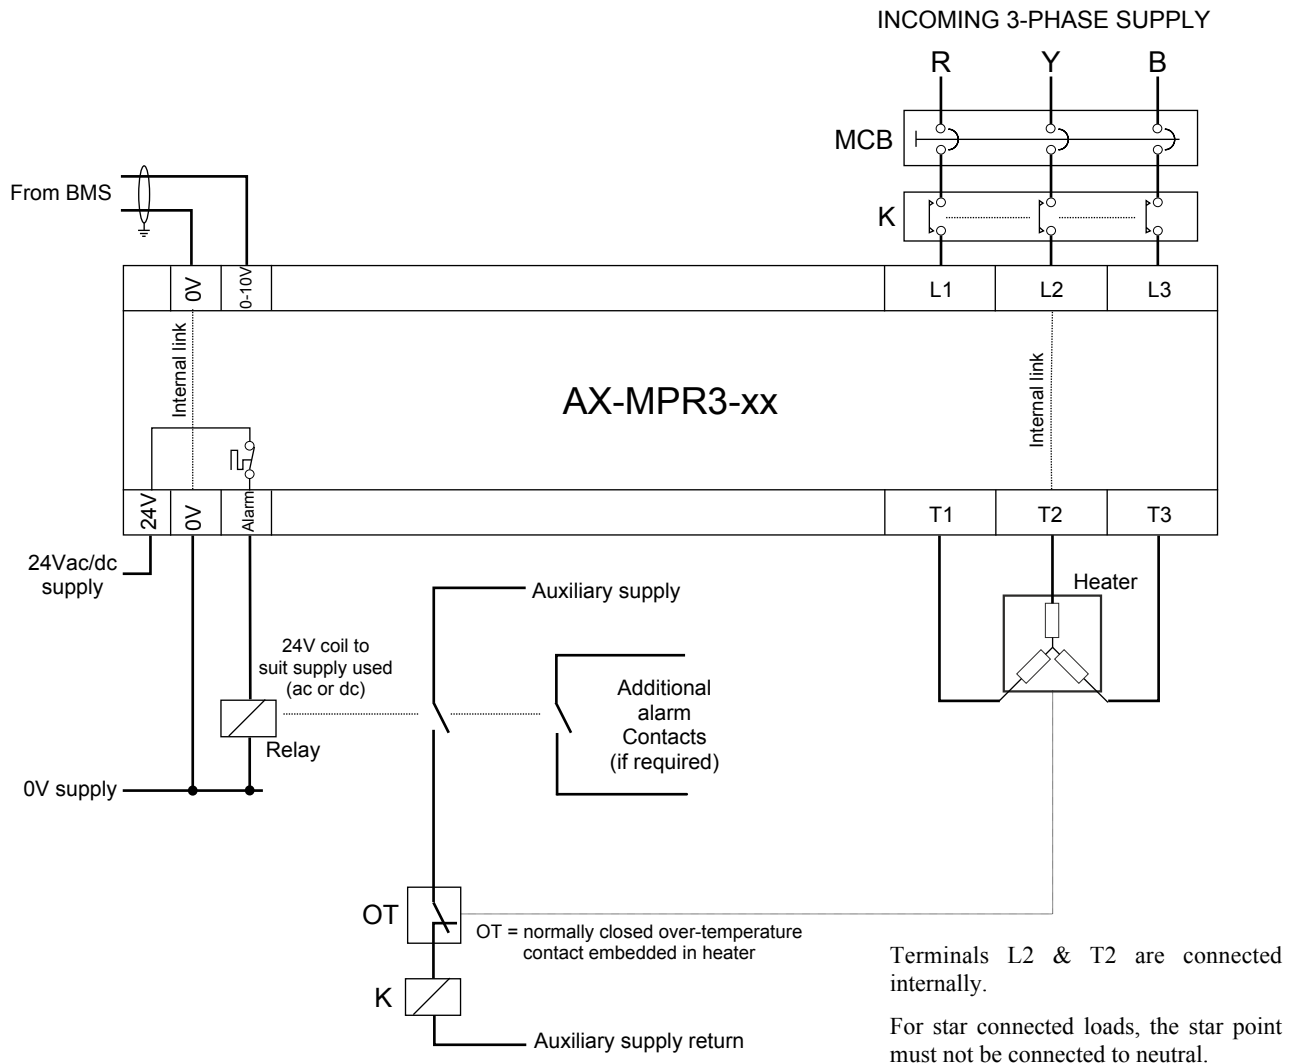 INCOMING 3-PHASE SUPPLY
R Y B
MCB
From BMS
K
0V
0-10V
L1 L2 L3
Internal link
Internal link
AX-MPR3-xx
24V
0V
Alarm
T1 T2 T3
24Vac/dc
supply
Heater
Auxiliary supply
24V coil to
suit supply used
(ac or dc)
Additional
alarm
Contacts
(if required)
Relay
0V supply
OT
OT = normally closed over-temperature
contact embedded in heater
K
Auxiliary supply return
Terminals L2 & T2 are connected
internally.
For star connected loads, the star point
must not be connected to neutral.